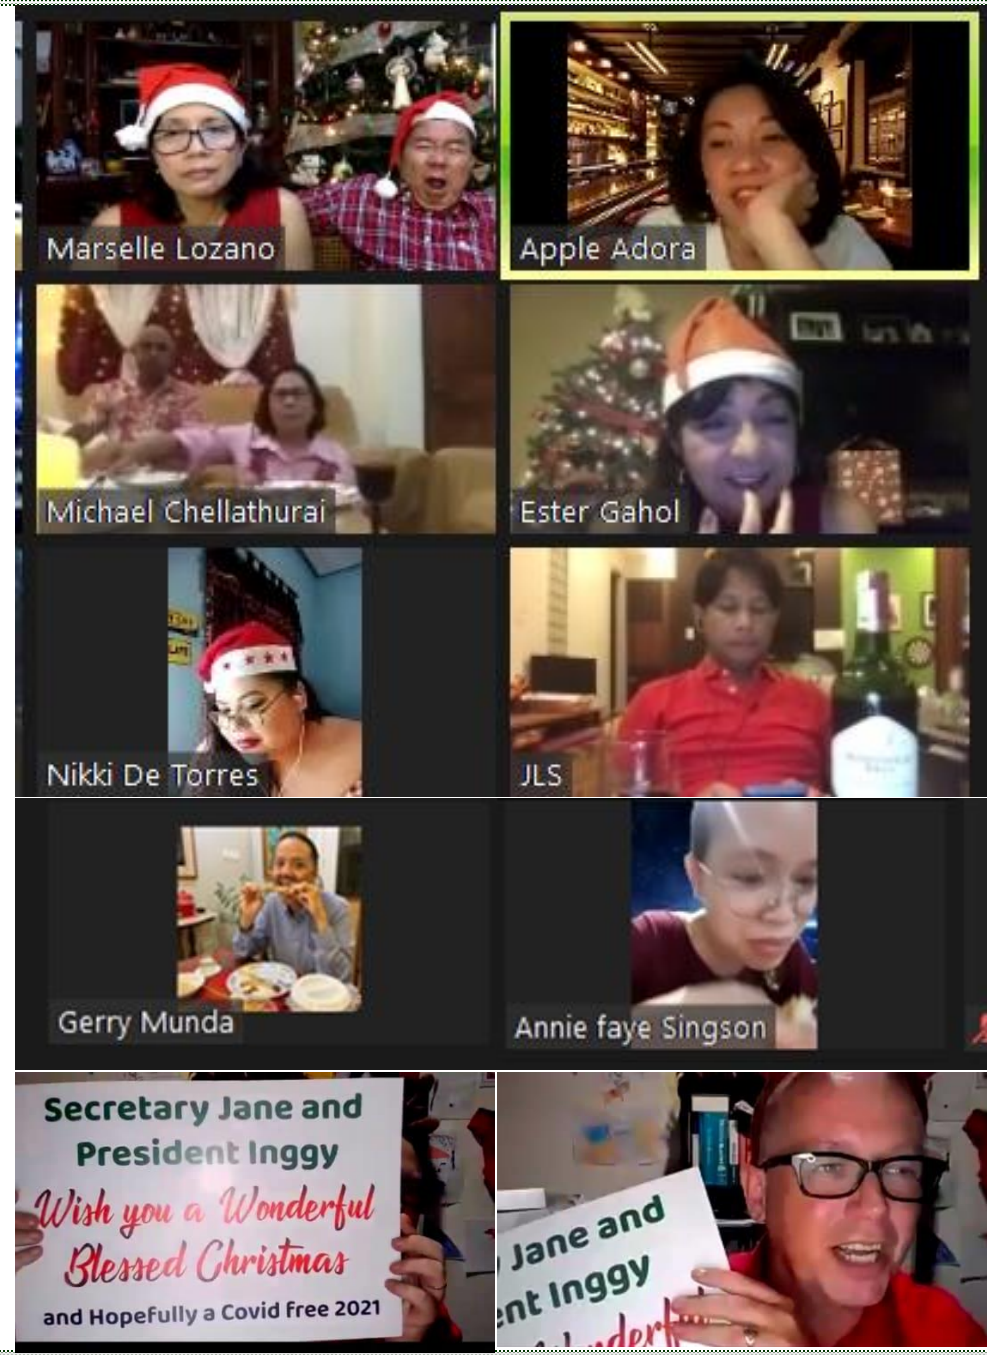 Marselle Lozano
Apple Adora
Michael Chellathurai
Ester Gahol
Nikki De Torres
JLS
Gerry Munda
Annie faye Singson
Secretary Jane and
President Inggy
Wish you a Wonderful
Blessed Christmas
and Hopefully a Covid free 2021
Jane and
ent Inggy